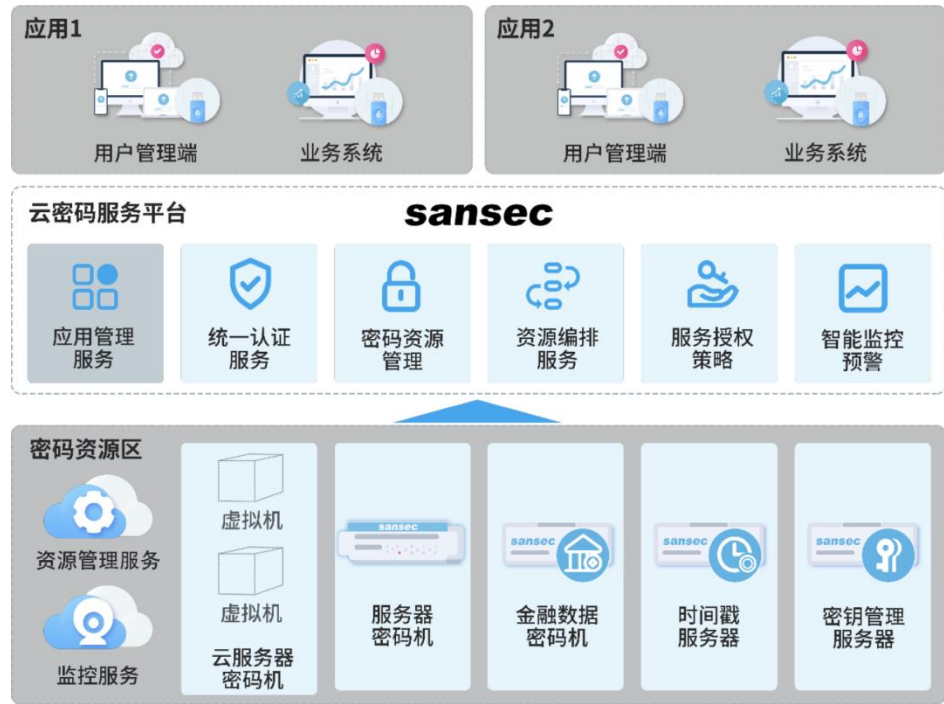 应用1
用户管理端
业务系统
应用2
用户管理端
业务系统
云密码服务平台
sansec
应用管理
服务
统一认证
服务
密码资源
管理
资源编排
服务
服务授权
策略
智能监控
预警
密码资源区
资源管理服务
监控服务
虚拟机
虚拟机
云服务器
密码机
sansec
服务器
密码机
sansec
金融数据
密码机
sansec
时间戳
服务器
sansec
密钥管理
服务器